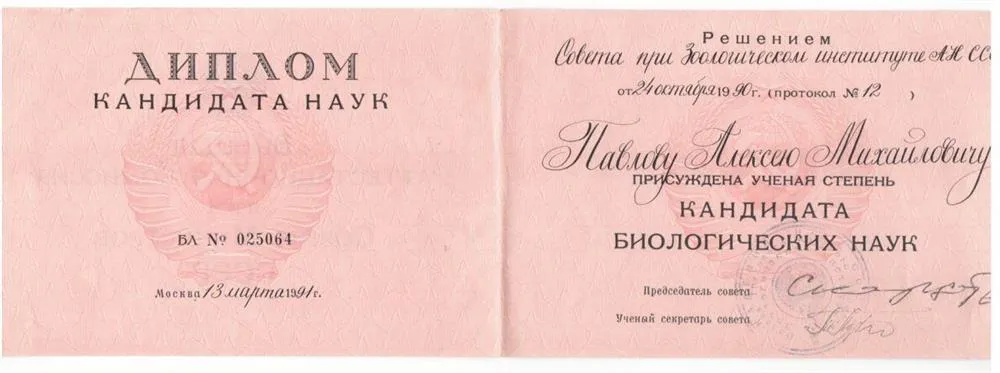 ДИПЛОМ
КАНДИДАТА НАУК
БЛ № 025064
Москва 13 марта 1991 г.
Решением
Совета при Зоологическом институте АН ССС
от 24 октября 1990 г. (протокол № 12 )
Павлову Алексею Михайловичу
ПРИСУЖДЕНА УЧЕНАЯ СТЕПЕНЬ
КАНДИДАТА
БИОЛОГИЧЕСКИХ НАУК
Председатель совета
Ученый секретарь совета